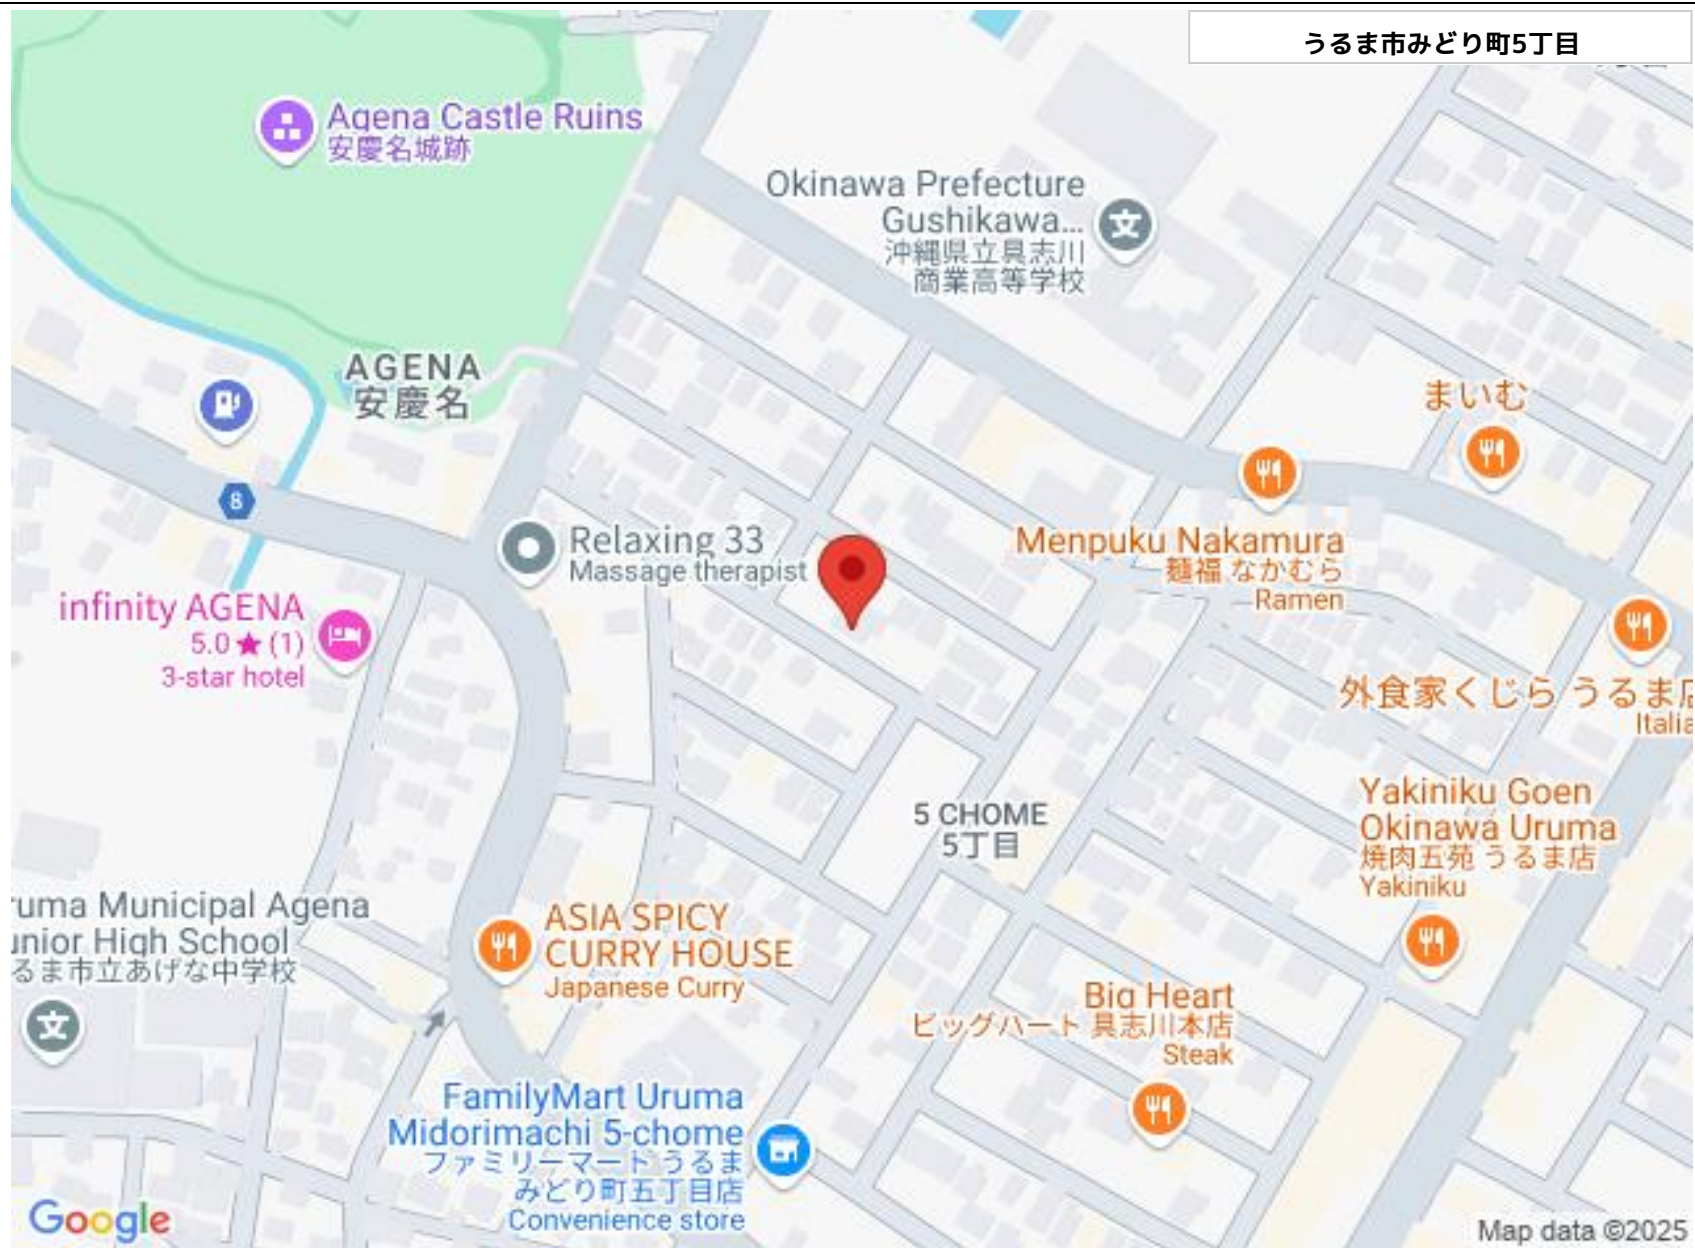 うるま市みどり町5丁目
Agena Castle Ruins
安慶名城跡
Okinawa Prefecture
Gushikawa...
沖縄県立具志川
商業高等学校
AGENA
安慶名
まいむ
8
Relaxing 33
Massage therapist
Menpuku Nakamura
麺福 なかむら
Ramen
infinity AGENA
5.0 ★ (1)
3-star hotel
外食家くじら うるま店
Italia
5 CHOME
5丁目
Yakiniku Goen
Okinawa Uruma
焼肉五苑 うるま店
Yakiniku
ruma Municipal Agena
unior High School
るま市立あげな中学校
ASIA SPICY
CURRY HOUSE
Japanese Curry
Big Heart
ビッグハート 具志川本店
Steak
FamilyMart Uruma
Midorimachi 5-chome
ファミリーマート うるま
みどり町五丁目店
Convenience store
Google
Map data ©2025